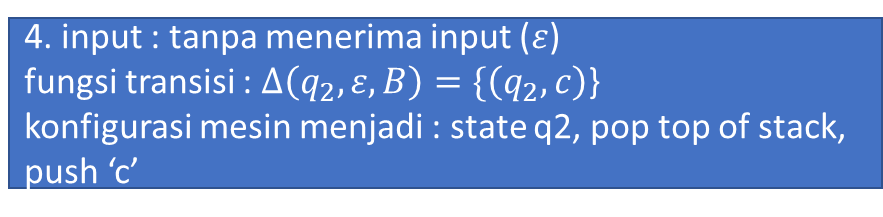 4. input : tanpa menerima input (ε)
fungsi transisi : Δ(q₂, ε, B) = {(q₂, c)}
konfigurasi mesin menjadi : state q2, pop top of stack,
push ‘c’